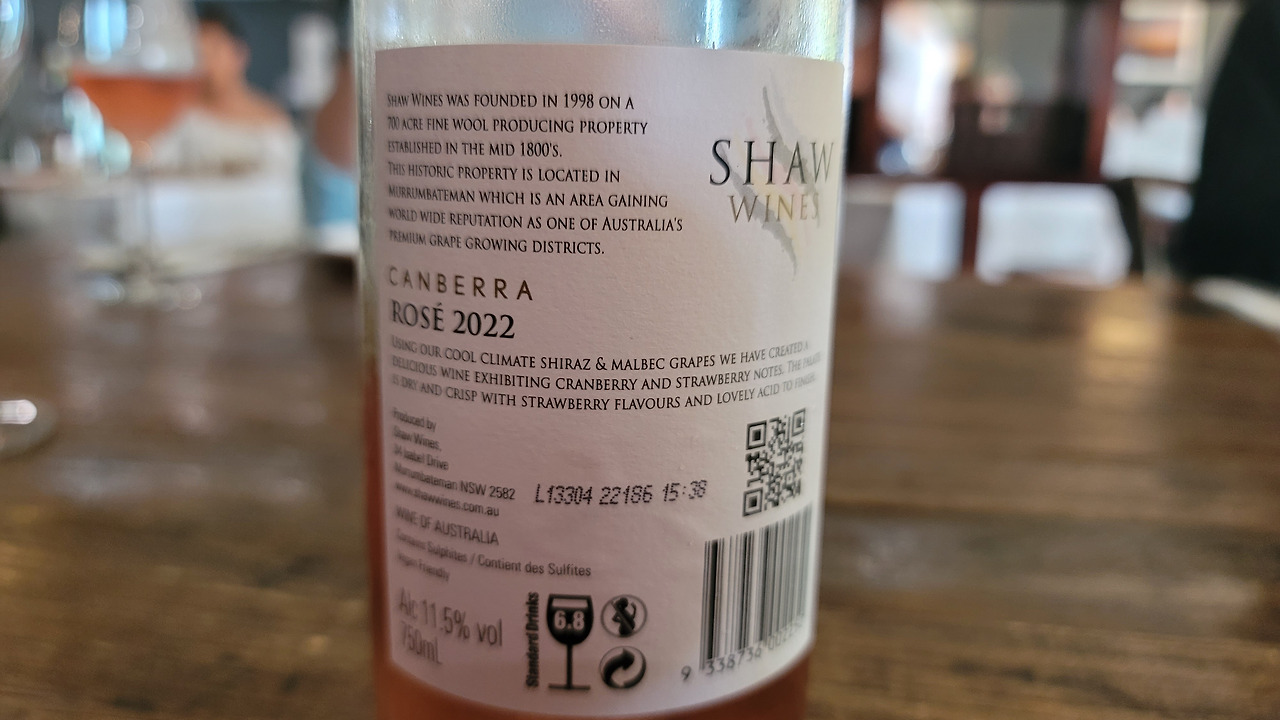 SHAW WINES WAS FOUNDED IN 1998 ON A
700 ACRE FINE WOOL PRODUCING PROPERTY
ESTABLISHED IN THE MID 1800'S.
THIS HISTORIC PROPERTY IS LOCATED IN
MURRUMBATEMAN WHICH IS AN AREA GAINING
WORLD WIDE REPUTATION AS ONE OF AUSTRALIA'S
PREMIUM GRAPE GROWING DISTRICTS.
SHAW
WINES
CANBERRA
ROSÉ 2022
USING OUR COOL CLIMATE SHIRAZ & MALBEC GRAPES WE HAVE CREATED A
DELICIOUS WINE EXHIBITING CRANBERRY AND STRAWBERRY NOTES. THE PALATE
IS DRY AND CRISP WITH STRAWBERRY FLAVOURS AND LOVELY ACID TO FINISH.
Produced by
Shaw Wines,
34 Isabel Drive
Murrumbateman NSW 2582
www.shawwines.com.au
L13304 22186 15:38
WINE OF AUSTRALIA
Contains Sulphites / Contient des Sulfites
Vegan Friendly
Alc 11.5% vol
750mL
Standard Drinks
6.8
9 338736